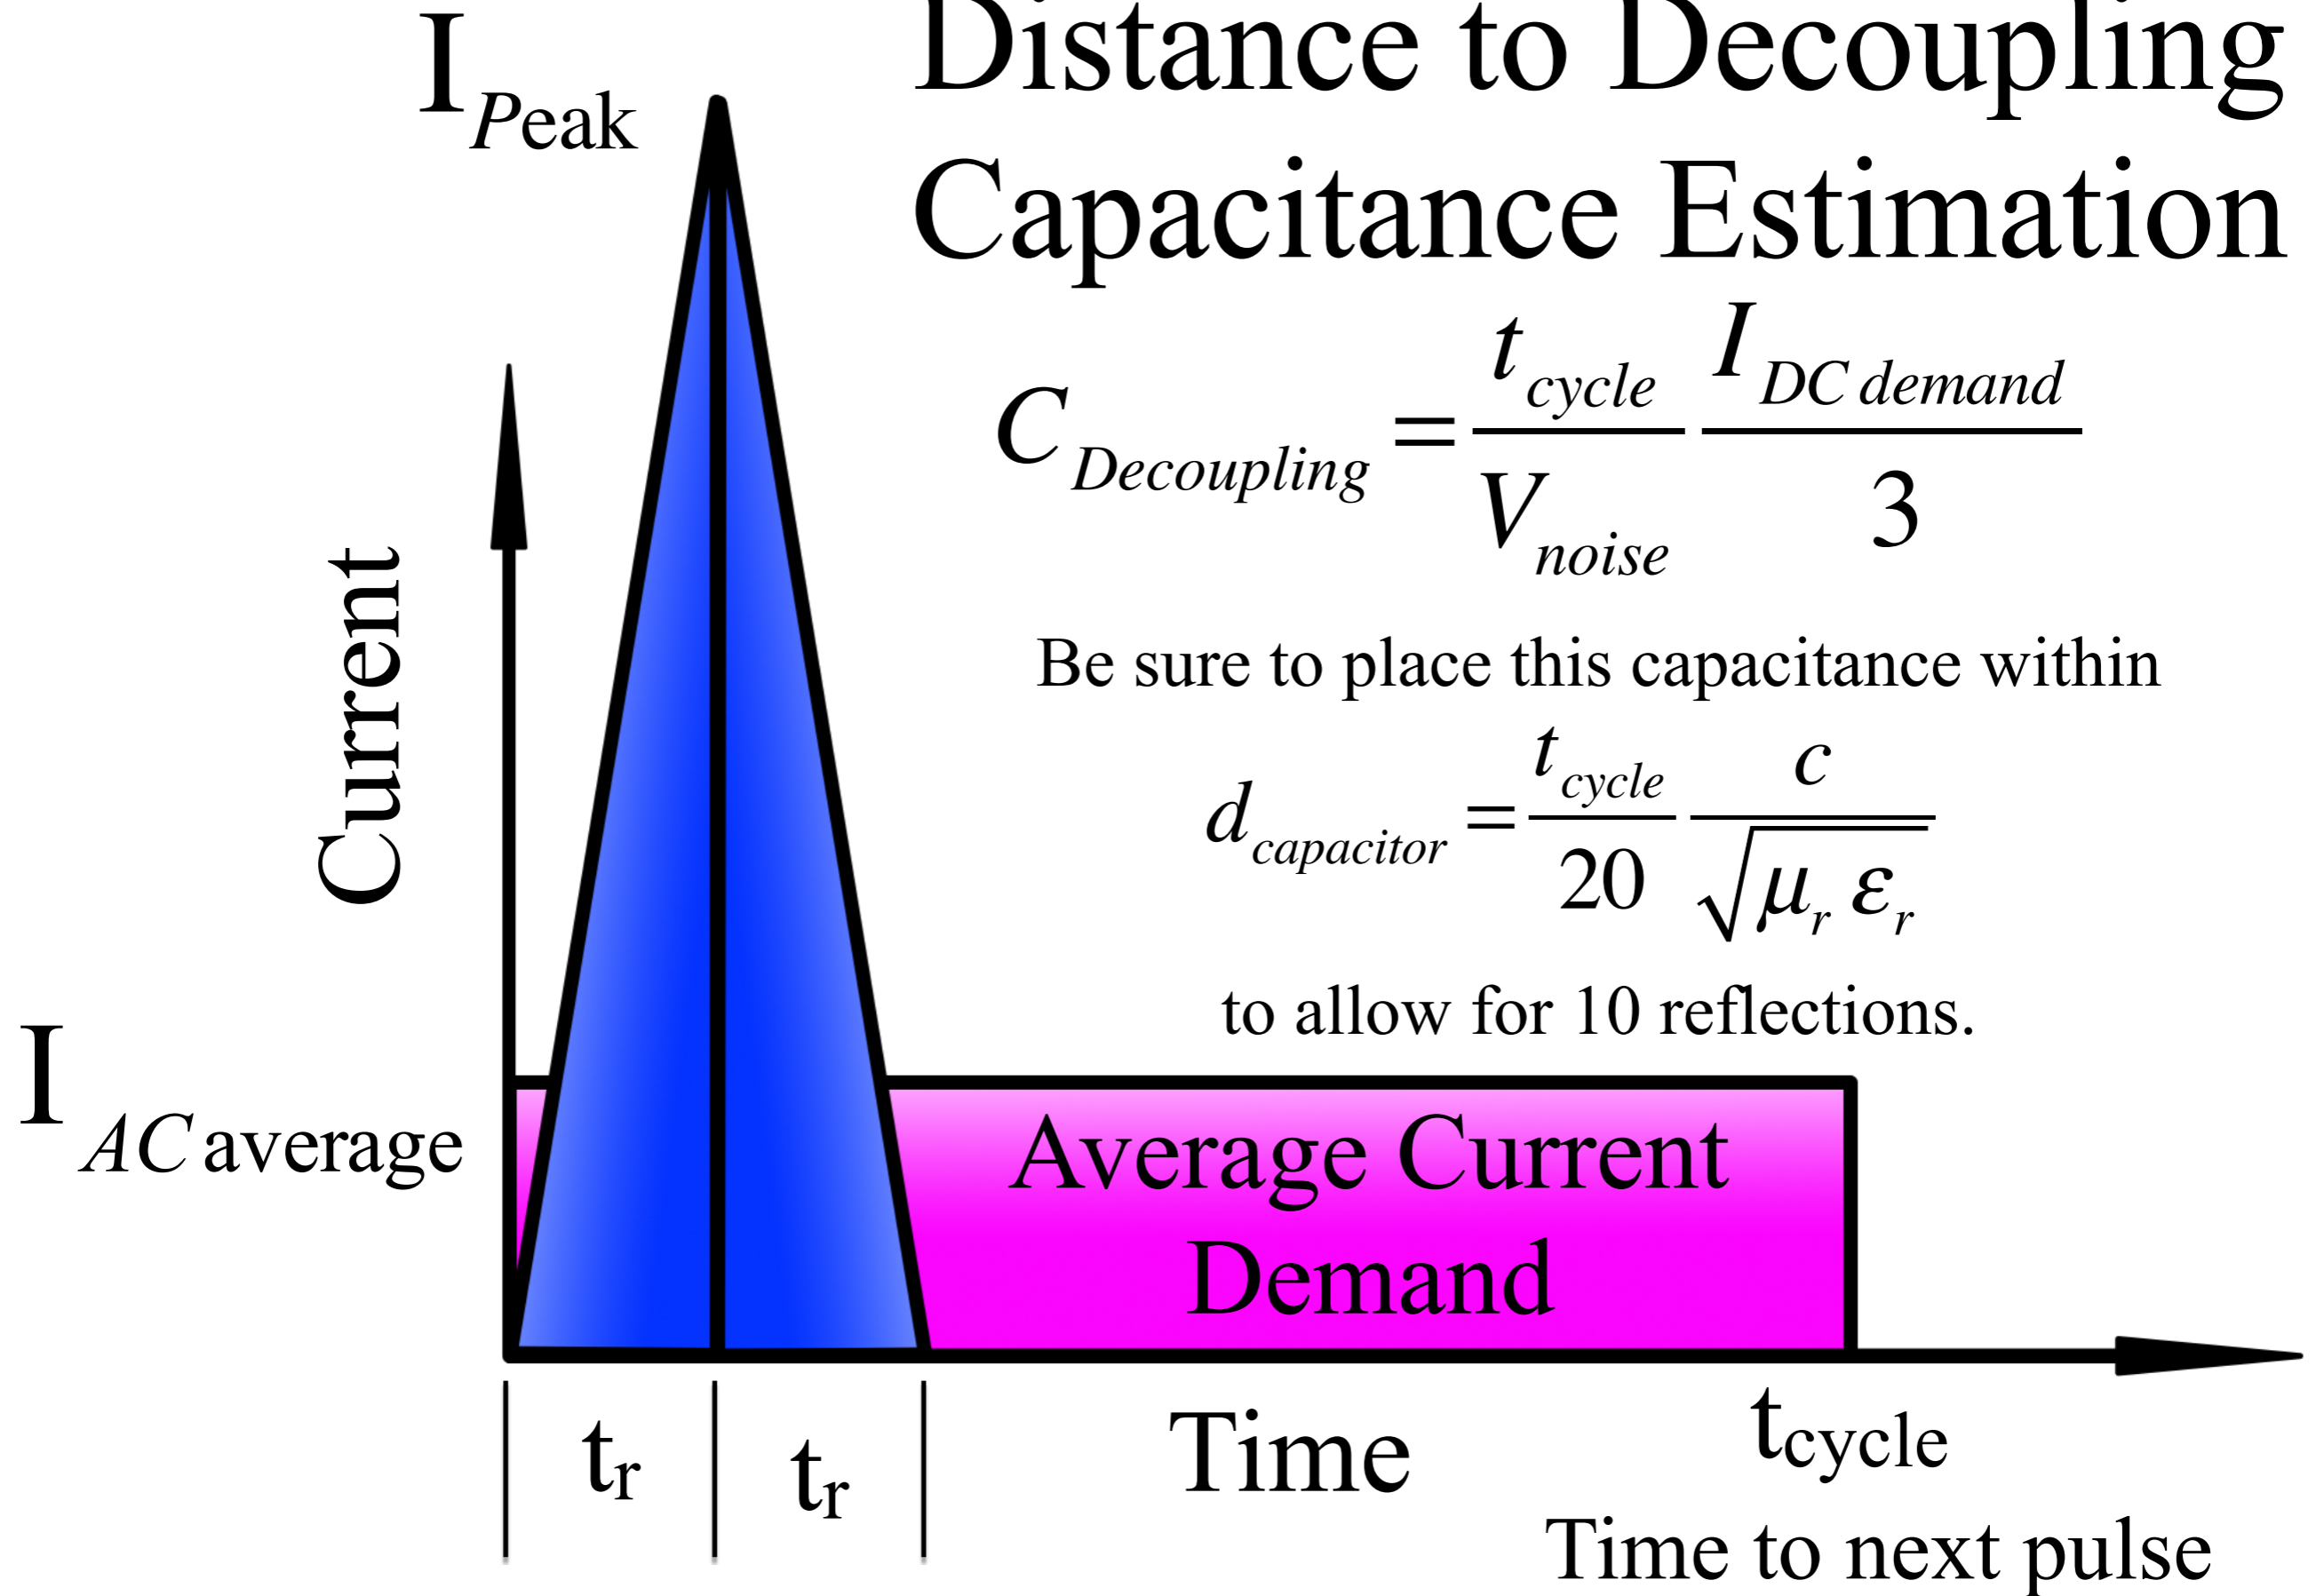 Distance to Decoupling
Capacitance Estimation
I_Peak
C_Decoupling = t_cycle/V_noise I_DC demand/3
Be sure to place this capacitance within
d_capacitor = t_cycle/20 c/√(μ_r ε_r)
to allow for 10 reflections.
Current
I_AC average
Average Current
Demand
t_r
t_r
Time
t_cycle
Time to next pulse